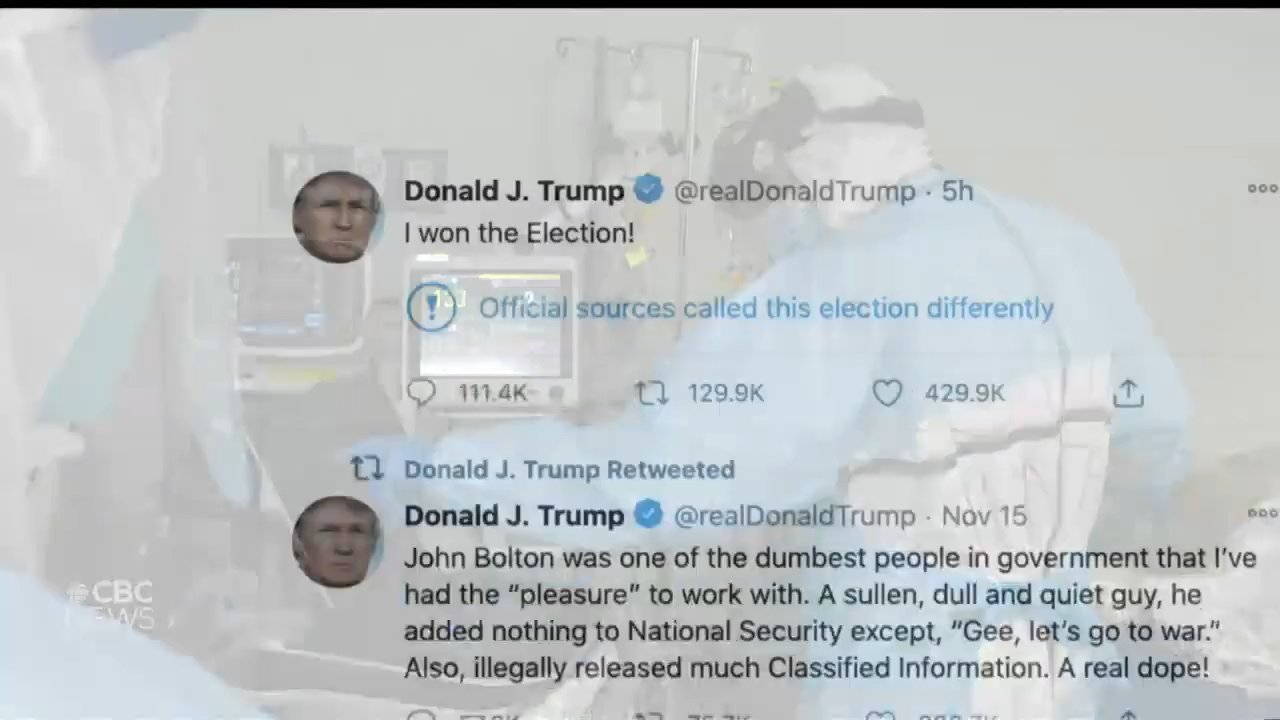 Donald J. Trump @realDonaldTrump · 5h
I won the Election!
Official sources called this election differently
111.4K 129.9K 429.9K
Donald J. Trump Retweeted
Donald J. Trump @realDonaldTrump · Nov 15
John Bolton was one of the dumbest people in government that I've
had the “pleasure” to work with. A sullen, dull and quiet guy, he
added nothing to National Security except, “Gee, let's go to war.”
Also, illegally released much Classified Information. A real dope!
CBC
NEWS